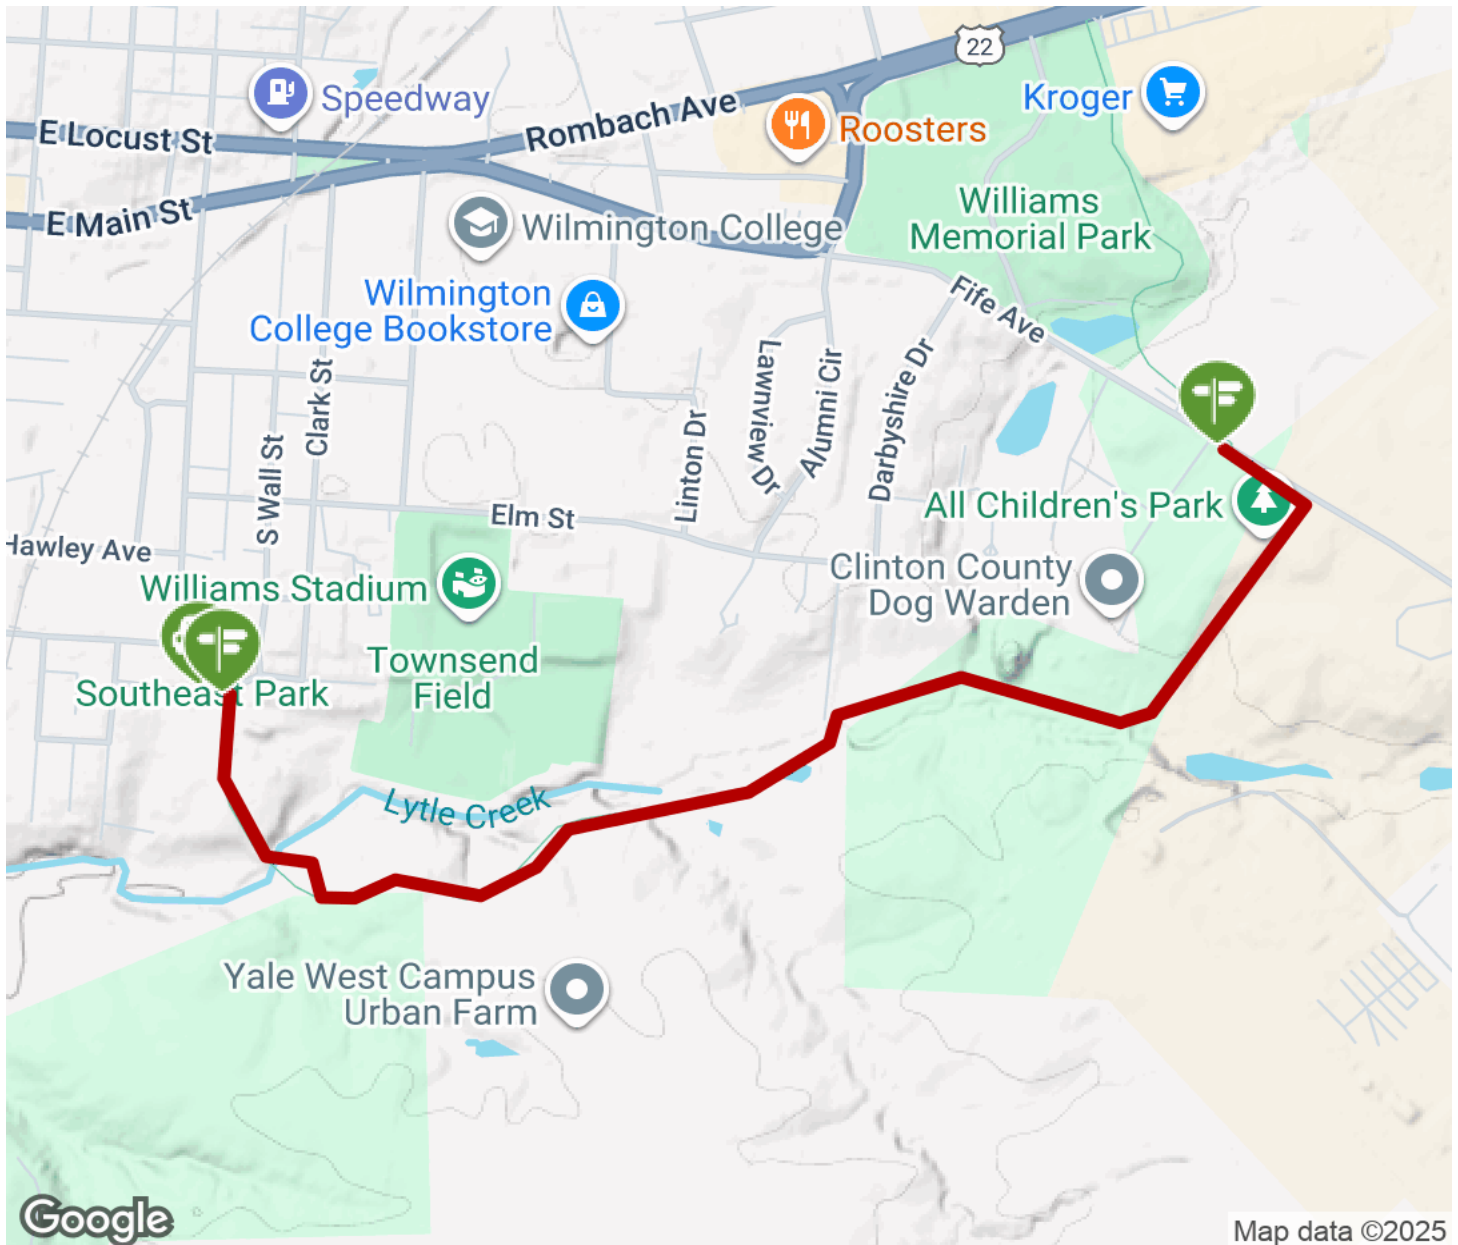 22
Speedway
Kroger
E Locust St
Rombach Ave
Roosters
E Main St
Williams
Memorial Park
Wilmington College
Wilmington
College Bookstore
Fife Ave
Clark St
Lawnview Dr
Alumni Cir
Darbyshire Dr
S Wall St
Linton Dr
All Children's Park
Elm St
Hawley Ave
Williams Stadium
Clinton County
Dog Warden
Townsend
Field
Southeast Park
Lytle Creek
Yale West Campus
Urban Farm
Google
Map data ©2025